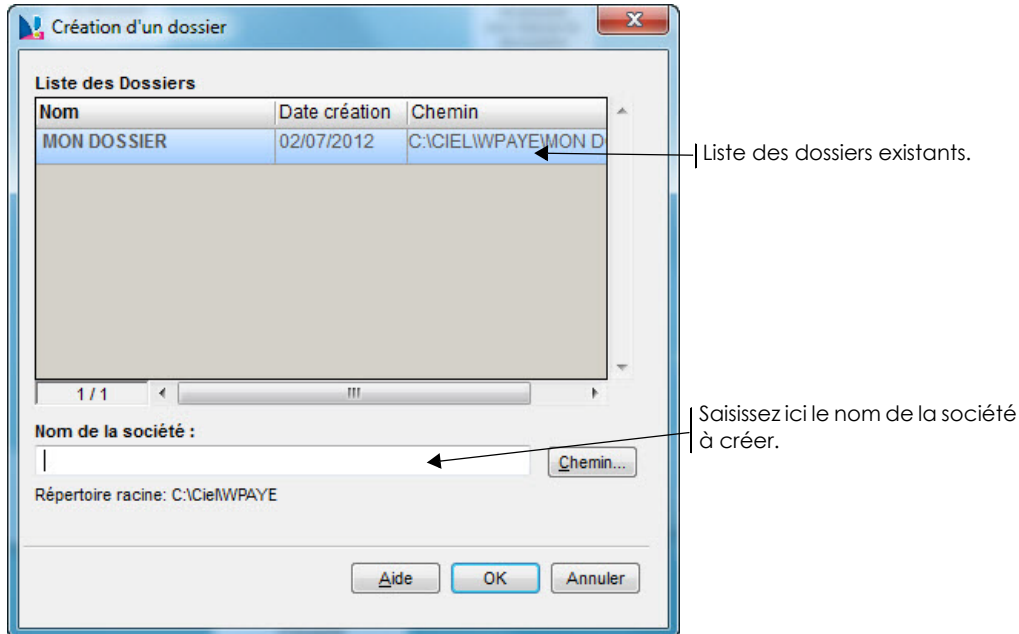 Création d'un dossier
Liste des Dossiers
Nom Date création Chemin
MON DOSSIER 02/07/2012 C:\CIEL\WPAYE\MON D
Liste des dossiers existants.
1 / 1
Saisissez ici le nom de la société
à créer.
Nom de la société :
Chemin...
Répertoire racine: C:\Ciel\WPAYE
Aide OK Annuler